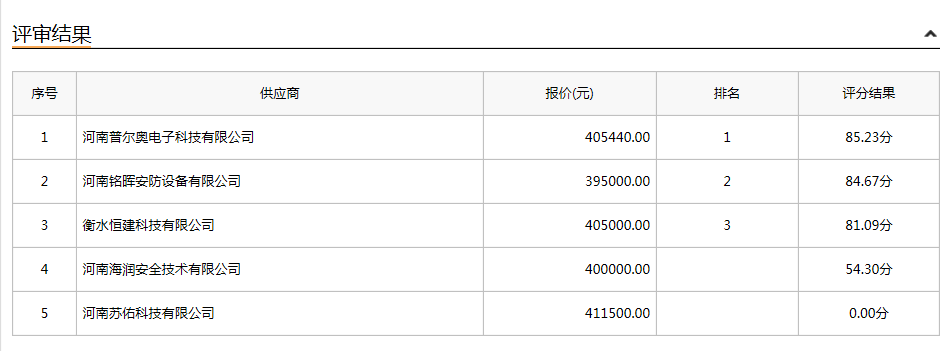 评审结果
序号 供应商 报价(元) 排名 评分结果
1 河南普尔奥电子科技有限公司 405440.00 1 85.23分
2 河南铭晖安防设备有限公司 395000.00 2 84.67分
3 衡水恒建科技有限公司 405000.00 3 81.09分
4 河南海润安全技术有限公司 400000.00 54.30分
5 河南苏佑科技有限公司 411500.00 0.00分